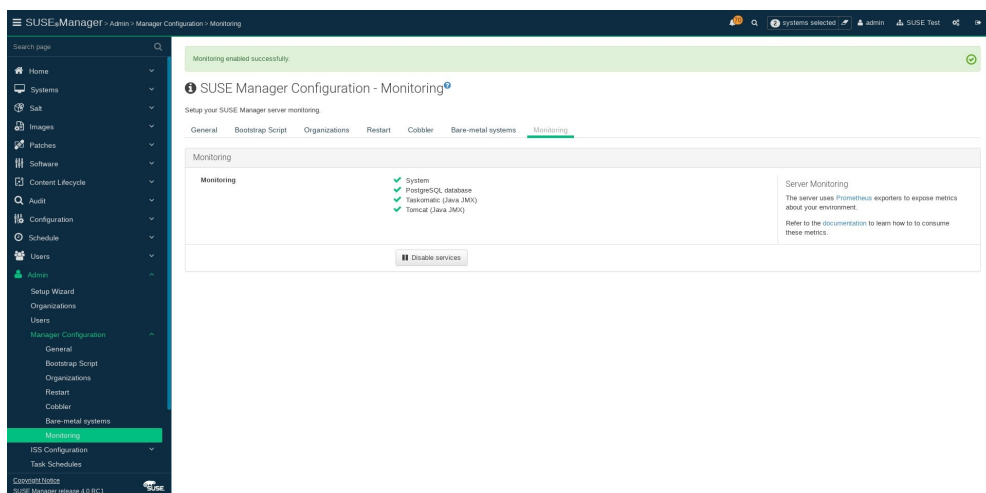 SUSE Manager > Admin > Manager Configuration > Monitoring
2 systems selected
admin
SUSE Test
Search page
Home
Systems
Salt
Images
Patches
Software
Content Lifecycle
Audit
Configuration
Schedule
Users
Admin
Setup Wizard
Organizations
Users
Manager Configuration
General
Bootstrap Script
Organizations
Restart
Cobbler
Bare-metal systems
Monitoring
ISS Configuration
Task Schedules
Copyright Notice
SUSE Manager release 4.0 RC1
SUSE
Monitoring enabled successfully.
SUSE Manager Configuration - Monitoring
Setup your SUSE Manager server monitoring.
General Bootstrap Script Organizations Restart Cobbler Bare-metal systems Monitoring
Monitoring
Monitoring
System
PostgreSQL database
Taskomatic (Java JMX)
Tomcat (Java JMX)
Server Monitoring
The server uses Prometheus exporters to expose metrics
about your environment.
Refer to the documentation to learn how to to consume
these metrics.
Disable services